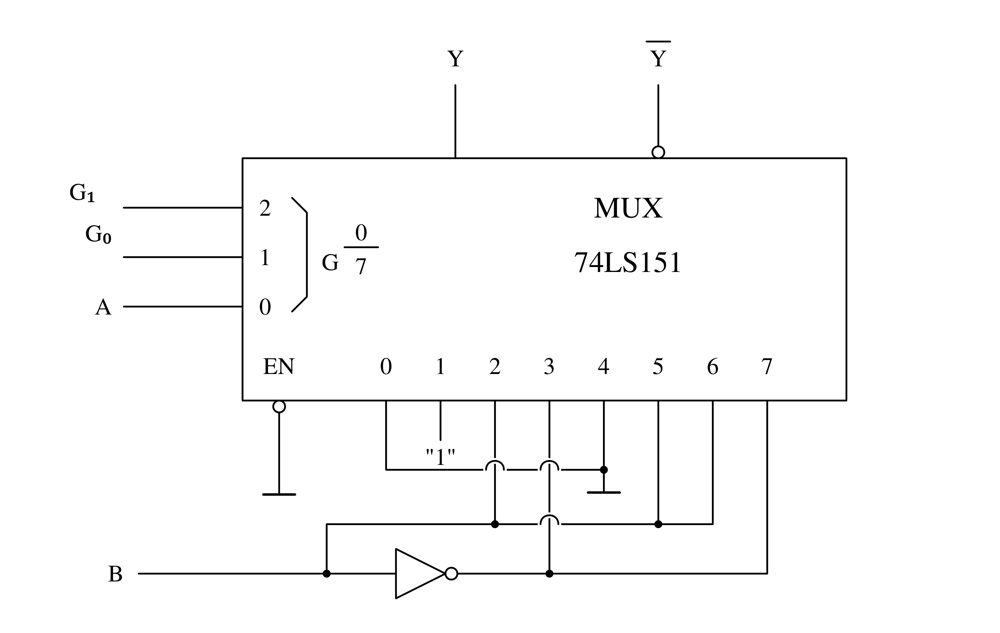 Y Y̅
G₁
2 MUX
G₀ 0
1 G 7 74LS151
A 0
EN 0 1 2 3 4 5 6 7
"1"
B